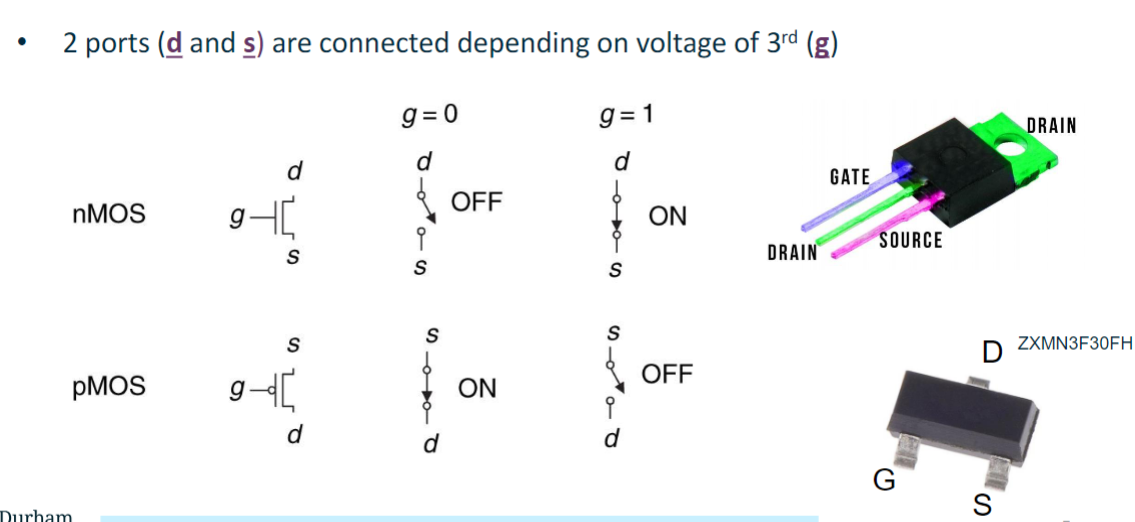 • 2 ports (d and s) are connected depending on voltage of 3rd (g)
g = 0
g = 1
nMOS
g
d
s
d
OFF
s
d
ON
s
pMOS
g
s
d
s
ON
d
s
OFF
d
DRAIN
GATE
SOURCE
DRAIN
D
ZXMN3F30FH
G
S
Durham